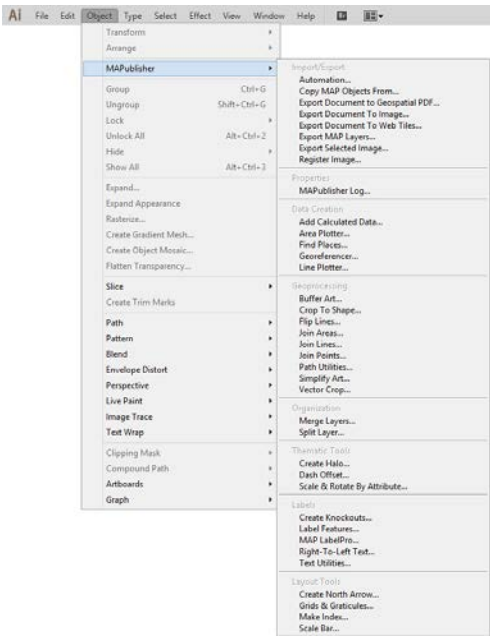 Ai File Edit Object Type Select Effect View Window Help Br
Transform
Arrange
MAPublisher
Group Ctrl+G
Ungroup Shift+Ctrl+G
Lock
Unlock All Alt+Ctrl+2
Hide
Show All Alt+Ctrl+3
Expand...
Expand Appearance
Rasterize...
Create Gradient Mesh...
Create Object Mosaic...
Flatten Transparency...
Slice
Create Trim Marks
Path
Pattern
Blend
Envelope Distort
Perspective
Live Paint
Image Trace
Text Wrap
Clipping Mask
Compound Path
Artboards
Graph
Import/Export
Automation...
Copy MAP Objects From...
Export Document to Geospatial PDF...
Export Document To Image...
Export Document To Web Tiles...
Export MAP Layers...
Export Selected Image...
Register Image...
Properties
MAPublisher Log...
Data Creation
Add Calculated Data...
Area Plotter...
Find Places...
Georeferencer...
Line Plotter...
Geoprocessing
Buffer Art...
Crop To Shape...
Flip Lines...
Join Areas...
Join Lines...
Join Points...
Path Utilities...
Simplify Art...
Vector Crop...
Organization
Merge Layers...
Split Layer...
Thematic Tools
Create Halo...
Dash Offset...
Scale & Rotate By Attribute...
Labels
Create Knockouts...
Label Features...
MAP LabelPro...
Right-To-Left Text...
Text Utilities...
Layout Tools
Create North Arrow...
Grids & Graticules...
Make Index...
Scale Bar...